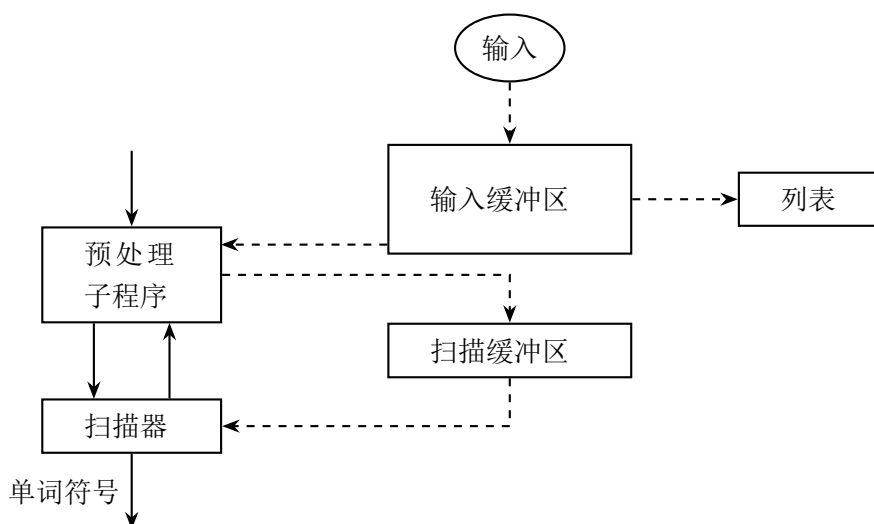 输入
输入缓冲区
列表
预处理
子程序
扫描缓冲区
扫描器
单词符号